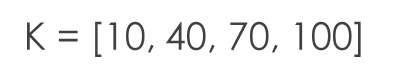 K = [10, 40, 70, 100]